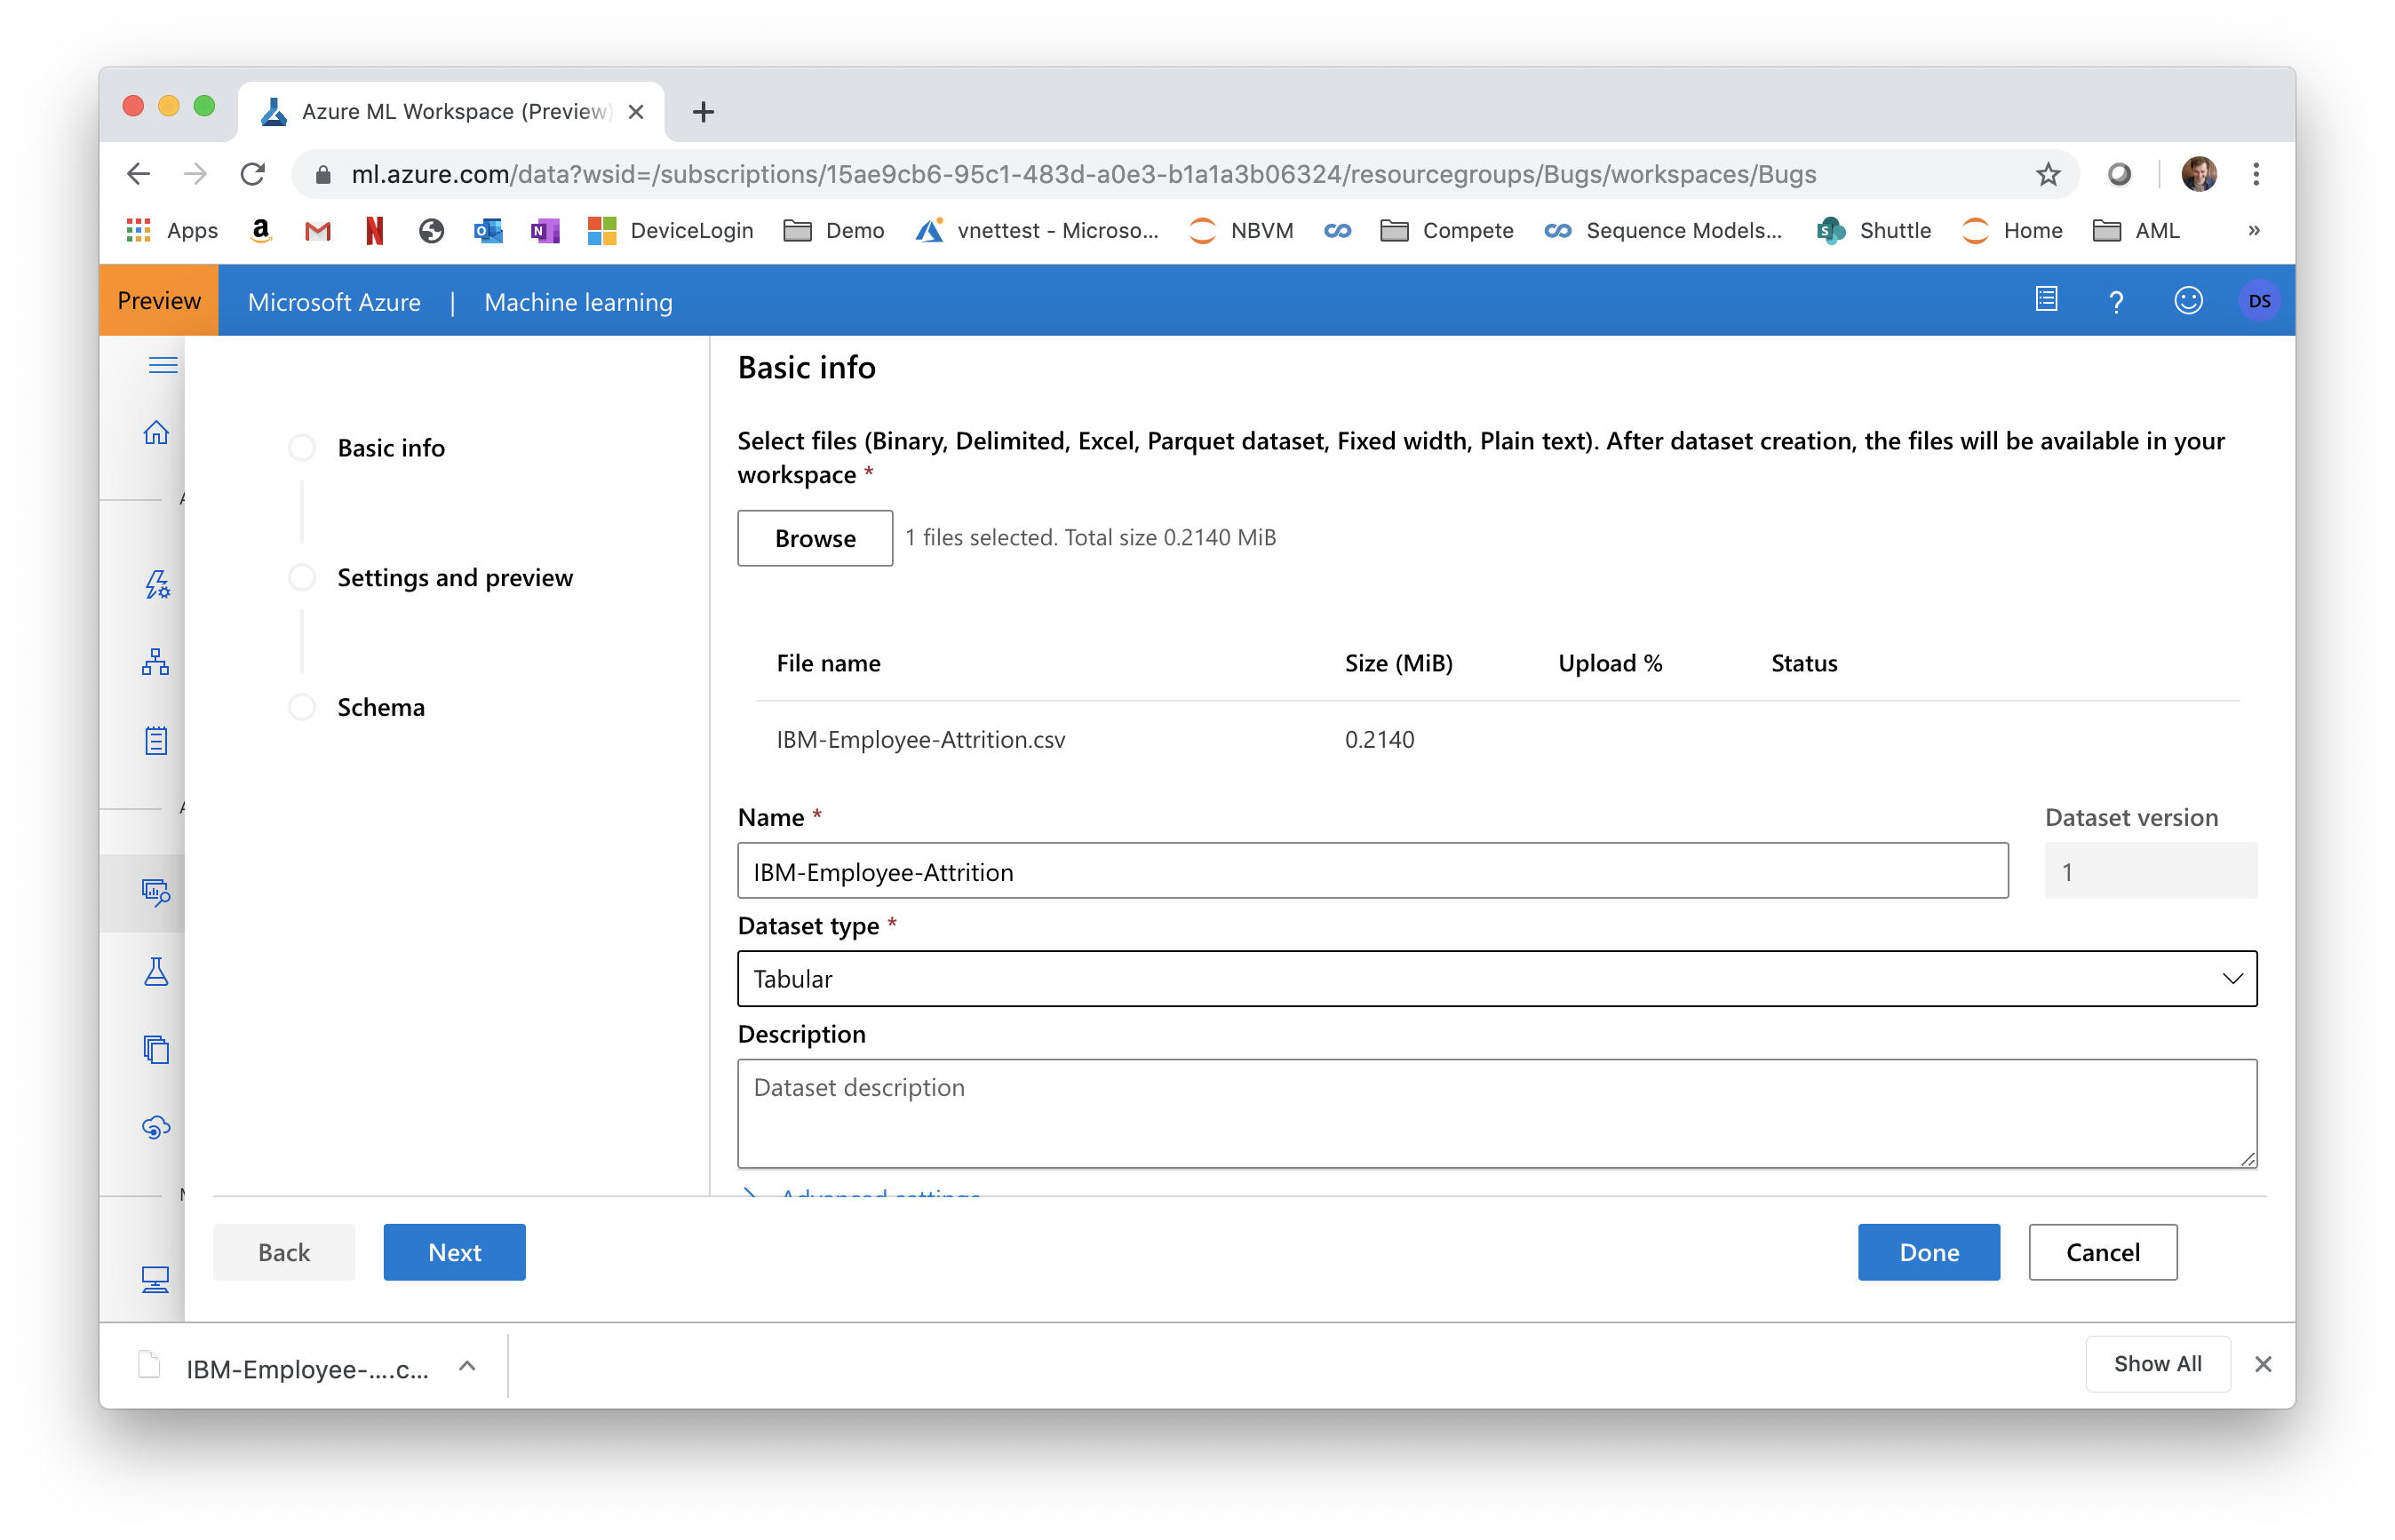 Azure ML Workspace (Preview)
ml.azure.com/data?wsid=/subscriptions/15ae9cb6-95c1-483d-a0e3-b1a1a3b06324/resourcegroups/Bugs/workspaces/Bugs
Apps
DeviceLogin
Demo
vnettest - Microso...
NBVM
Compete
Sequence Models...
Shuttle
Home
AML
»
Preview
Microsoft Azure | Machine learning
?
DS
Basic info
Settings and preview
Schema
Basic info
Select files (Binary, Delimited, Excel, Parquet dataset, Fixed width, Plain text). After dataset creation, the files will be available in your
workspace *
Browse
1 files selected. Total size 0.2140 MiB
File name Size (MiB) Upload % Status
IBM-Employee-Attrition.csv 0.2140
Name *
Dataset version
IBM-Employee-Attrition
1
Dataset type *
Tabular
Description
Dataset description
Advanced settings
Back
Next
Done
Cancel
IBM-Employee-....c...
Show All